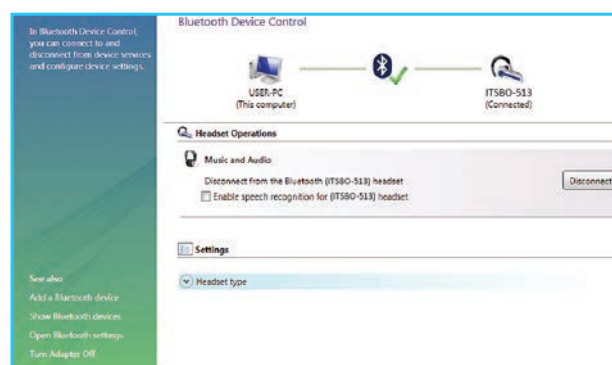 In Bluetooth Device Control,
you can connect to and
disconnect from device services
and configure device settings.
Bluetooth Device Control
USER-PC
(This computer)
ITSBO-513
(Connected)
Headset Operations
Music and Audio
Disconnect from the Bluetooth (ITSBO-513) headset
Disconnect
Enable speech recognition for (ITSBO-513) headset
Settings
Headset type
See also
Add a Bluetooth device
Show Bluetooth devices
Open Bluetooth settings
Turn Adapter Off